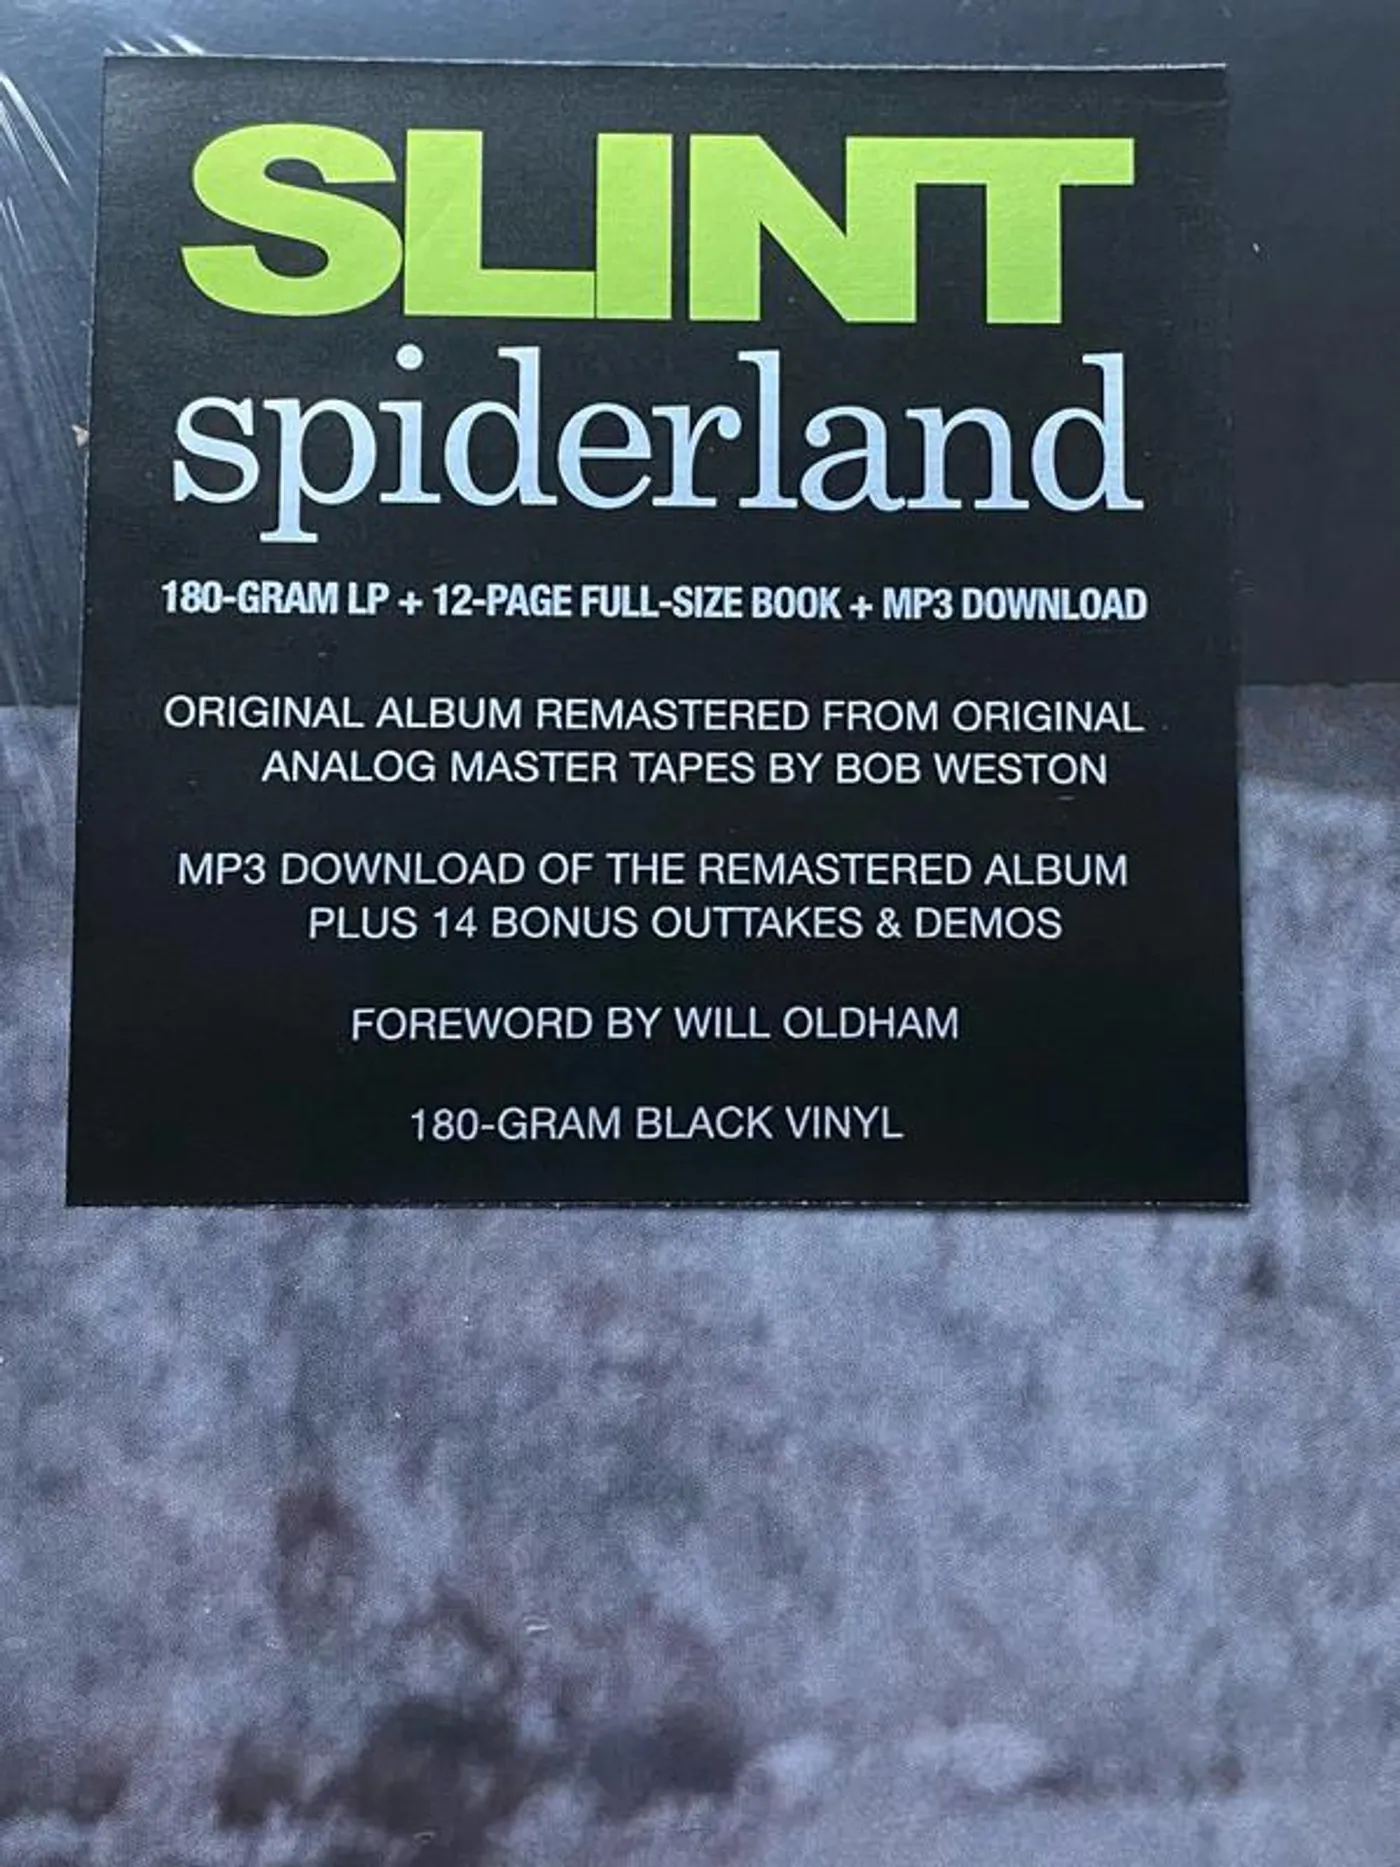 SLINT
spiderland
180-GRAM LP + 12-PAGE FULL-SIZE BOOK + MP3 DOWNLOAD
ORIGINAL ALBUM REMASTERED FROM ORIGINAL
ANALOG MASTER TAPES BY BOB WESTON
MP3 DOWNLOAD OF THE REMASTERED ALBUM
PLUS 14 BONUS OUTTAKES & DEMOS
FOREWORD BY WILL OLDHAM
180-GRAM BLACK VINYL